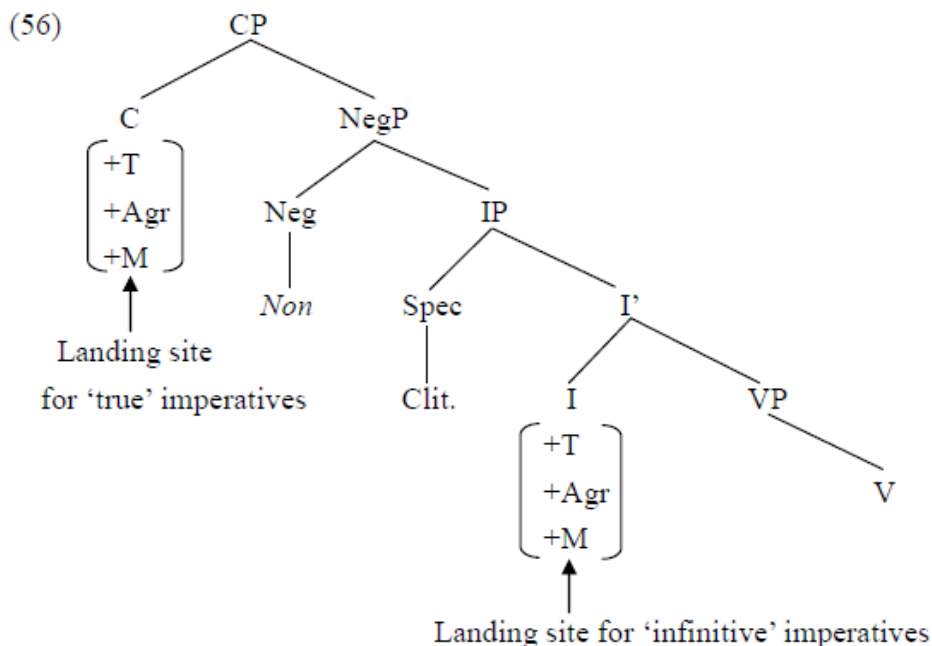 (56) CP
C NegP
+T
+Agr
+M
Neg IP
Non
Spec I’
Landing site
for ‘true’ imperatives
Clit.
I VP
+T
+Agr
+M
V
Landing site for ‘infinitive’ imperatives